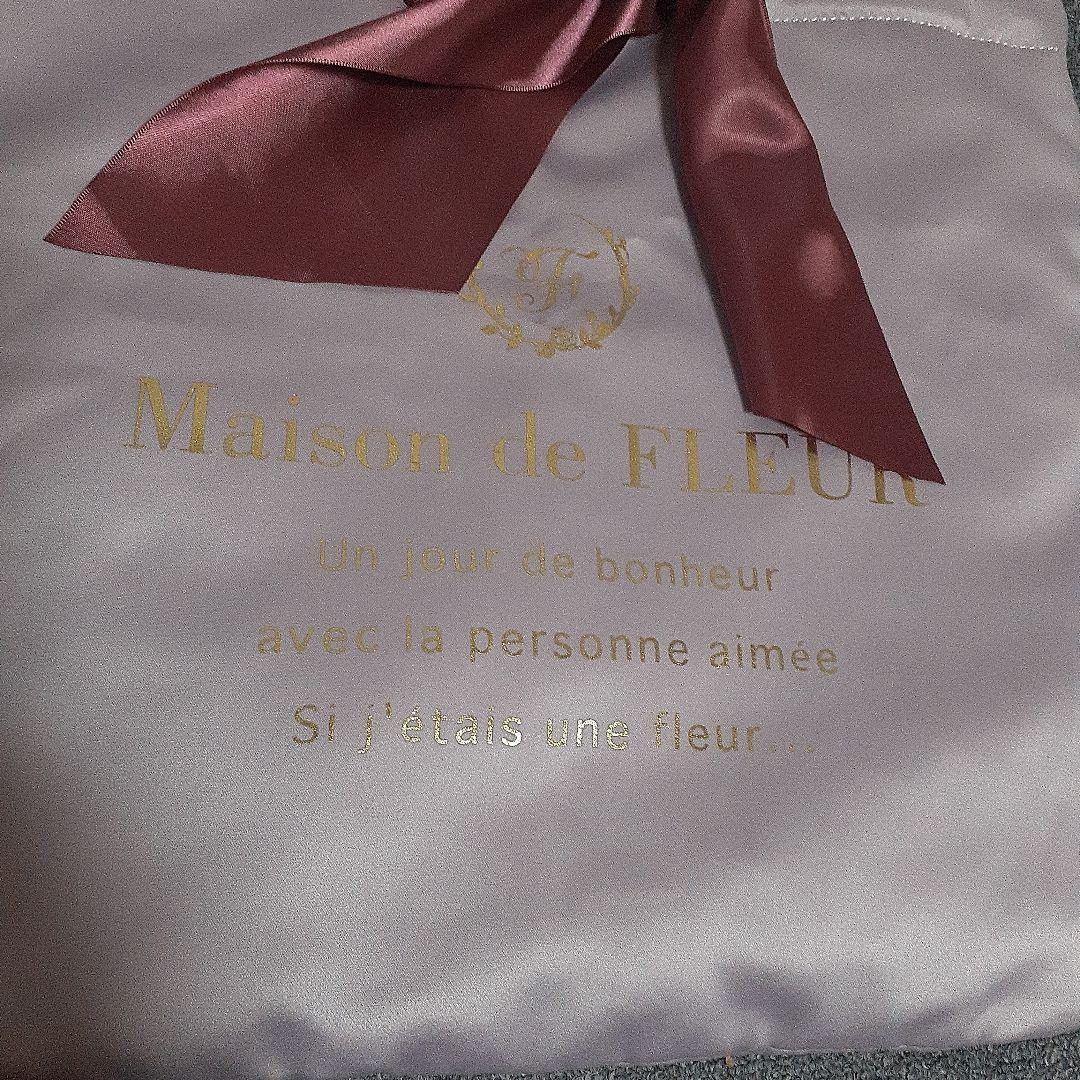 F
Maison de FLEUR
Un jour de bonheur
avec la personne aimée
Si j'étais une fleur...